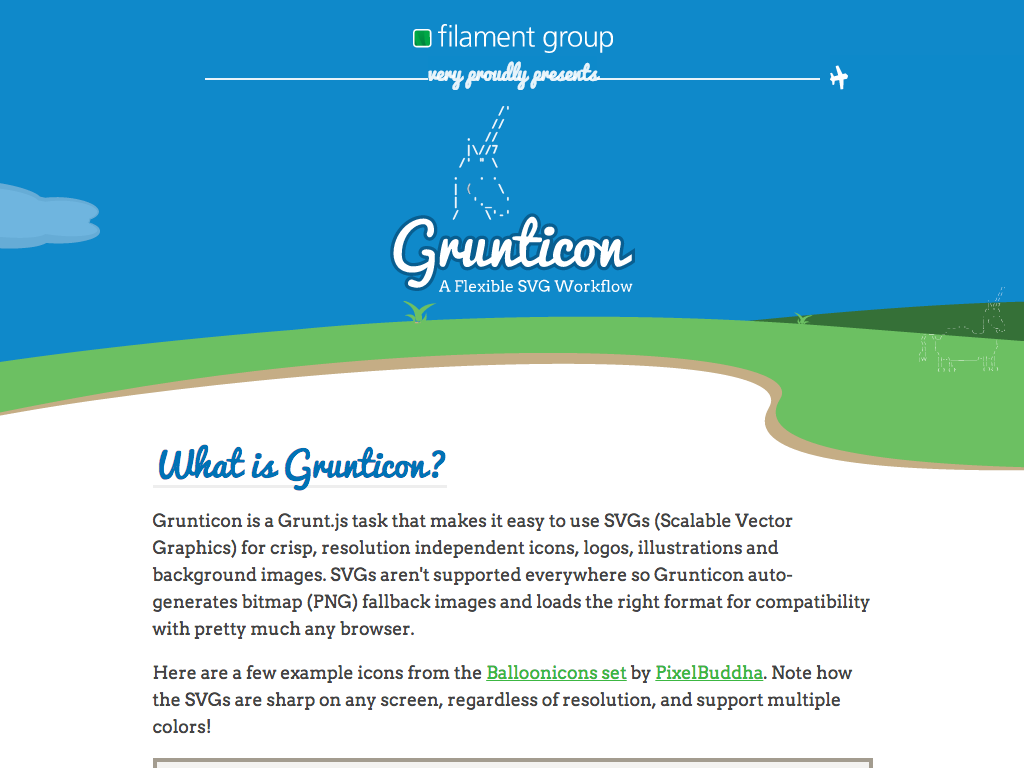 filament group
very proudly presents
Grunticon
A Flexible SVG Workflow
What is Grunticon?
Grunticon is a Grunt.js task that makes it easy to use SVGs (Scalable Vector
Graphics) for crisp, resolution independent icons, logos, illustrations and
background images. SVGs aren't supported everywhere so Grunticon auto-
generates bitmap (PNG) fallback images and loads the right format for compatibility
with pretty much any browser.
Here are a few example icons from the Balloonicons set by PixelBuddha. Note how
the SVGs are sharp on any screen, regardless of resolution, and support multiple
colors!